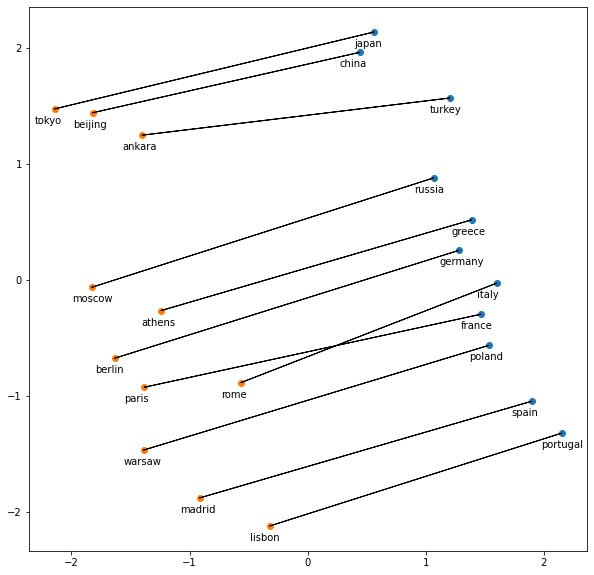 2
japan
china
tokyo
beijing
turkey
ankara
1
russia
greece
germany
0
moscow
italy
athens
france
poland
berlin
paris
rome
−1
spain
warsaw
portugal
madrid
−2
lisbon
−2 −1 0 1 2